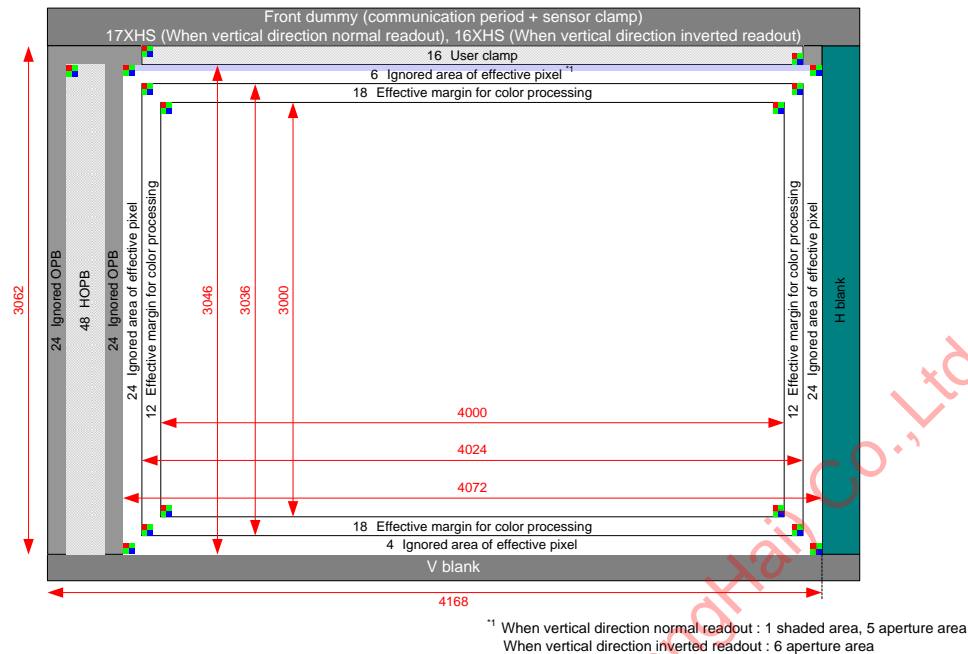 Front dummy (communication period + sensor clamp)
17XHS (When vertical direction normal readout), 16XHS (When vertical direction inverted readout)
16 User clamp
6 Ignored area of effective pixel *1
18 Effective margin for color processing
24 Ignored OPB
48 HOPB
24 Ignored OPB
24 Ignored area of effective pixel
12 Effective margin for color processing
3062
3046
3036
3000
12 Effective margin for color processing
24 Ignored area of effective pixel
H blank
4000
4024
4072
18 Effective margin for color processing
4 Ignored area of effective pixel
V blank
4168
*1 When vertical direction normal readout : 1 shaded area, 5 aperture area
When vertical direction inverted readout : 6 aperture area
ngHai) Co.,Ltd